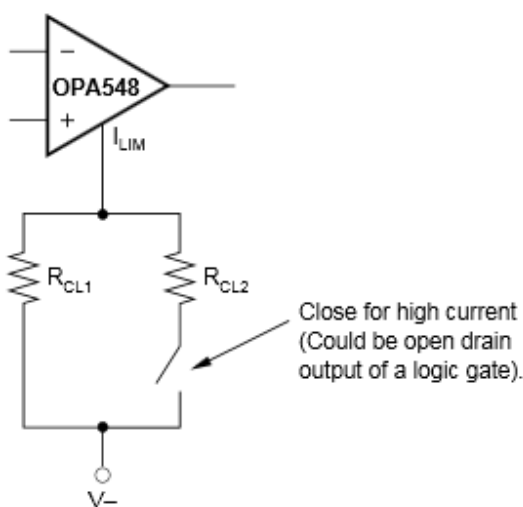 −
OPA548
+
I_LIM
R_CL1
R_CL2
Close for high current
(Could be open drain
output of a logic gate).
V−